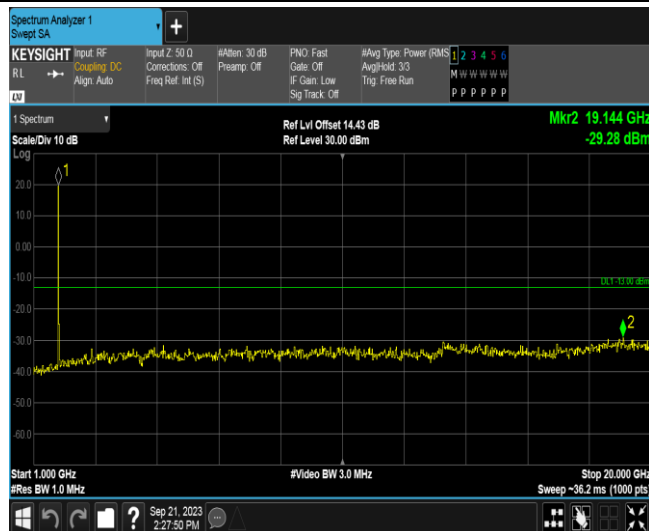 Spectrum Analyzer 1
Swept SA
+
KEYSIGHT
RL
LXI
Input: RF
Coupling: DC
Align: Auto
Input Z: 50 Ω
Corrections: Off
Freq Ref: Int (S)
#Atten: 30 dB
Preamp: Off
PNO: Fast
Gate: Off
IF Gain: Low
Sig Track: Off
#Avg Type: Power (RMS
Avg|Hold: 3/3
Trig: Free Run
1 2 3 4 5 6
M W W W W W
P P P P P P
1 Spectrum
Scale/Div 10 dB
Log
Ref Lvl Offset 14.43 dB
Ref Level 30.00 dBm
Mkr2 19.144 GHz
-29.28 dBm
1
20.0
10.0
0.00
-10.0
DL1 -13.00 dBm
-20.0
2
-30.0
-40.0
-50.0
-60.0
Start 1.000 GHz
#Res BW 1.0 MHz
#Video BW 3.0 MHz
Stop 20.000 GHz
Sweep ~36.2 ms (1000 pts)
?
Sep 21, 2023
2:27:50 PM